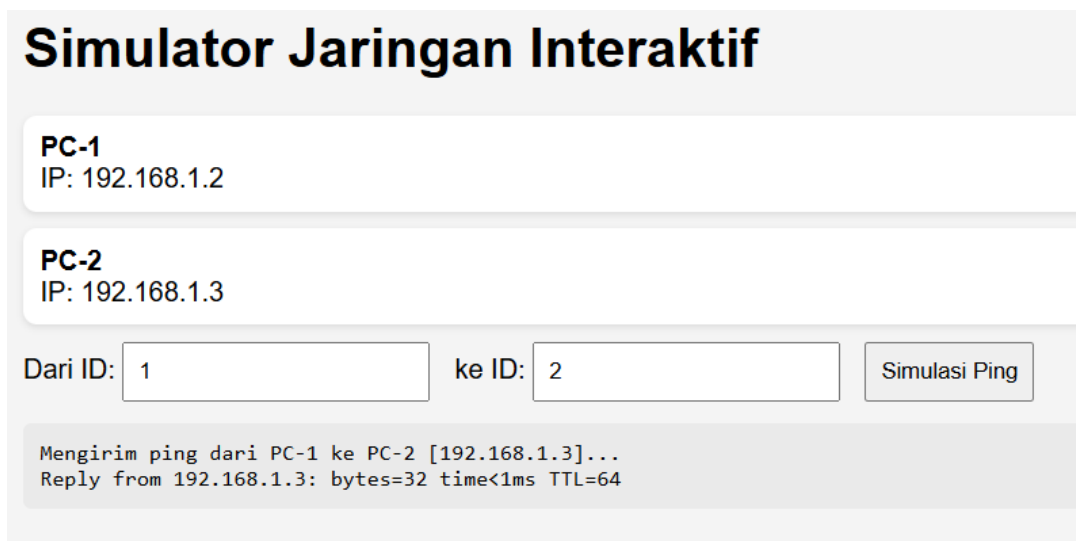 Simulator Jaringan Interaktif
PC-1
IP: 192.168.1.2
PC-2
IP: 192.168.1.3
Dari ID: 1 ke ID: 2 Simulasi Ping
Mengirim ping dari PC-1 ke PC-2 [192.168.1.3]...
Reply from 192.168.1.3: bytes=32 time<1ms TTL=64